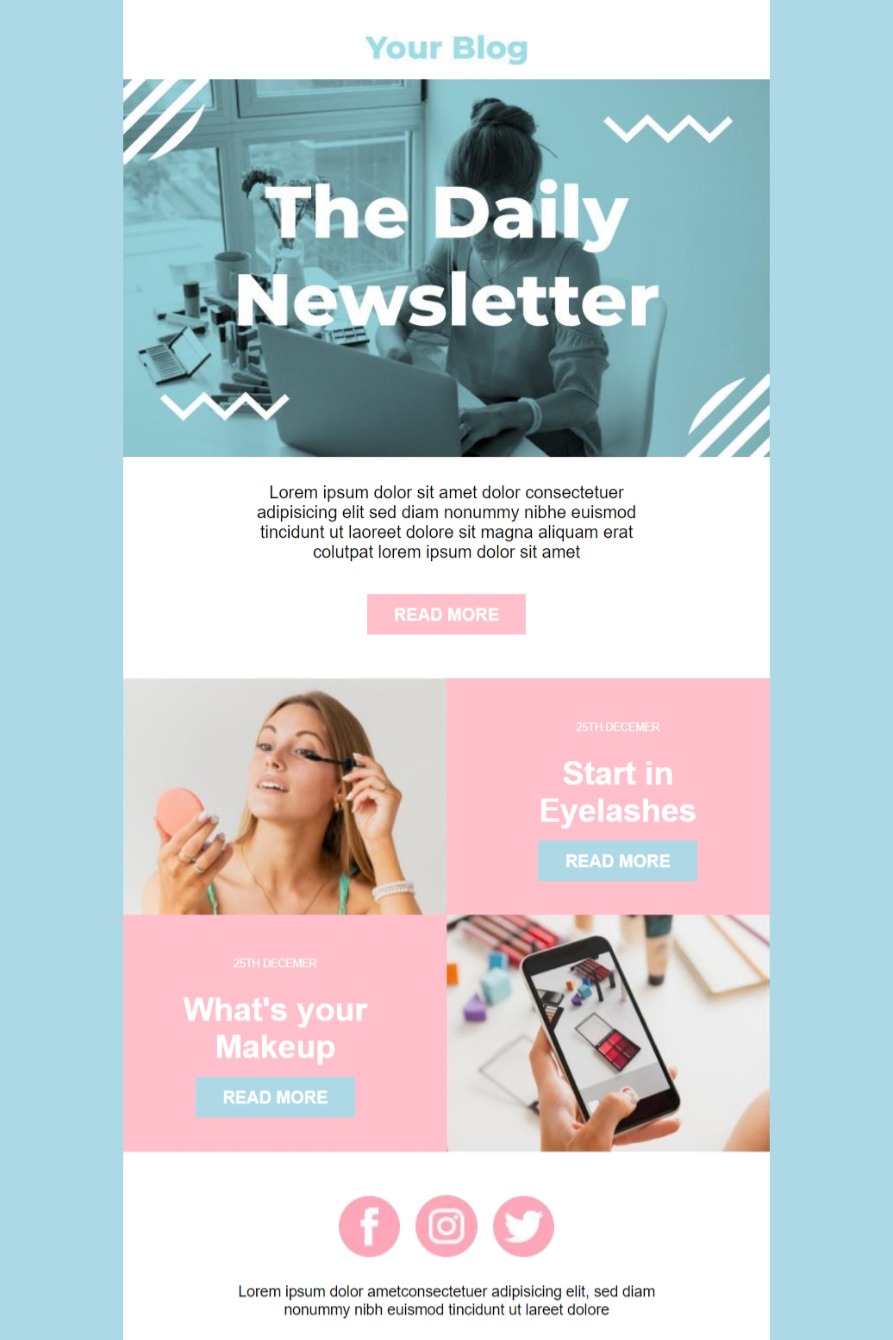 Your Blog
The Daily
Newsletter
Lorem ipsum dolor sit amet dolor consectetuer
adipisicing elit sed diam nonummy nibhe euismod
tincidunt ut laoreet dolore sit magna aliquam erat
colutpat lorem ipsum dolor sit amet
READ MORE
25TH DECEMER
Start in
Eyelashes
READ MORE
25TH DECEMER
What's your
Makeup
READ MORE
Lorem ipsum dolor ametconsectetuer adipisicing elit, sed diam
nonummy nibh euismod tincidunt ut lareet dolore